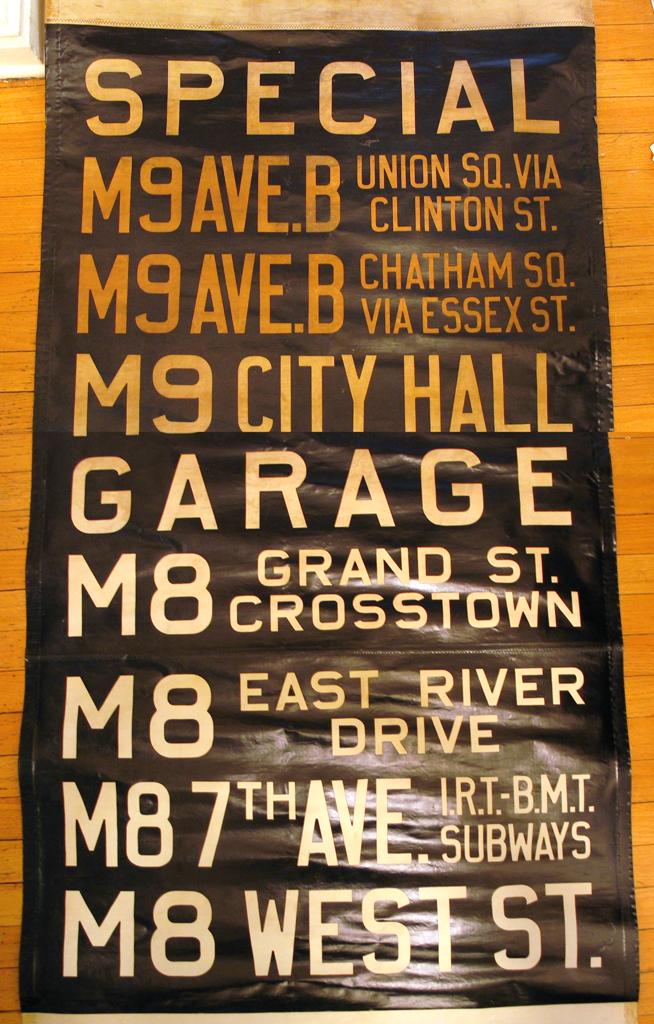 SPECIAL
M9 AVE.B UNION SQ. VIA
CLINTON ST.
M9 AVE.B CHATHAM SQ.
VIA ESSEX ST.
M9 CITY HALL
GARAGE
M8 GRAND ST.
CROSSTOWN
M8 EAST RIVER
DRIVE
M8 7TH AVE. I.R.T.-B.M.T.
SUBWAYS
M8 WEST ST.